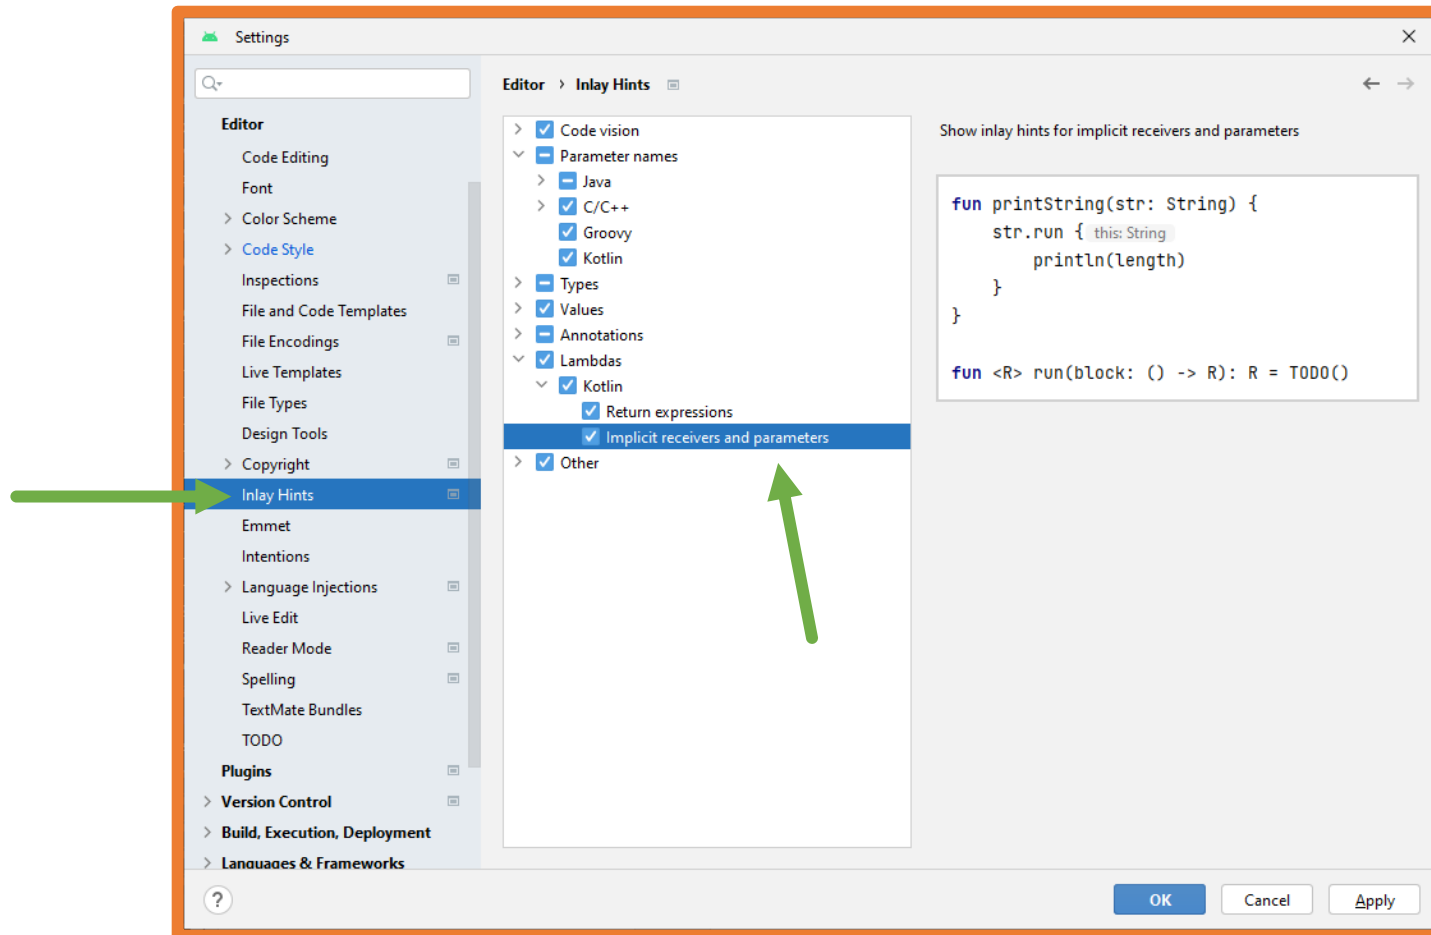 Settings
Editor
Code Editing
Font
Color Scheme
Code Style
Inspections
File and Code Templates
File Encodings
Live Templates
File Types
Design Tools
Copyright
Inlay Hints
Emmet
Intentions
Language Injections
Live Edit
Reader Mode
Spelling
TextMate Bundles
TODO
Plugins
Version Control
Build, Execution, Deployment
Languages & Frameworks
Editor › Inlay Hints
Code vision
Parameter names
Java
C/C++
Groovy
Kotlin
Types
Values
Annotations
Lambdas
Kotlin
Return expressions
Implicit receivers and parameters
Other
Show inlay hints for implicit receivers and parameters
fun printString(str: String) {
str.run { this: String
println(length)
}
}
fun <R> run(block: () -> R): R = TODO()
?
OK
Cancel
Apply